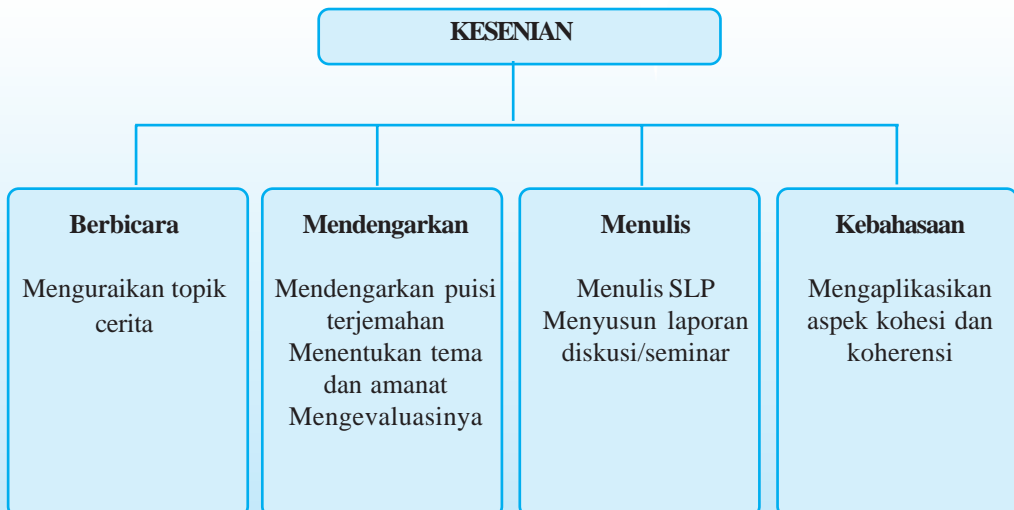 KESENIAN
Berbicara
Menguraikan topik
cerita
Mendengarkan
Mendengarkan puisi
terjemahan
Menentukan tema
dan amanat
Mengevaluasinya
Menulis
Menulis SLP
Menyusun laporan
diskusi/seminar
Kebahasaan
Mengaplikasikan
aspek kohesi dan
koherensi